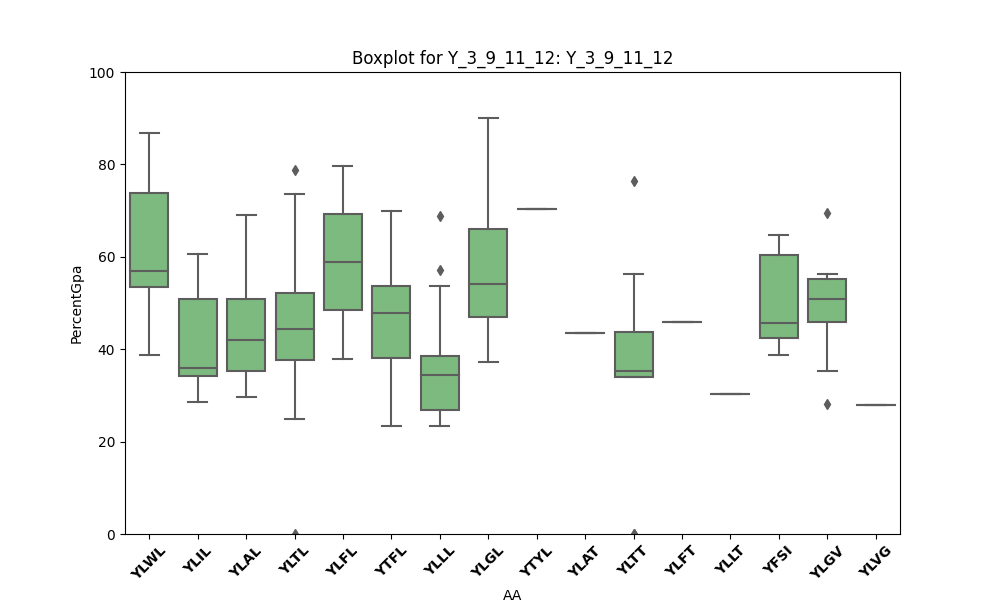 Boxplot for Y_3_9_11_12: Y_3_9_11_12
PercentGpa
100
80
60
40
20
0
YLWL
YLIL
YLAL
YLTL
YLFL
YTFL
YLLL
YLGL
YTYL
YLAT
YLTT
YLFT
YLLT
YFSI
YLGV
YLVG
AA